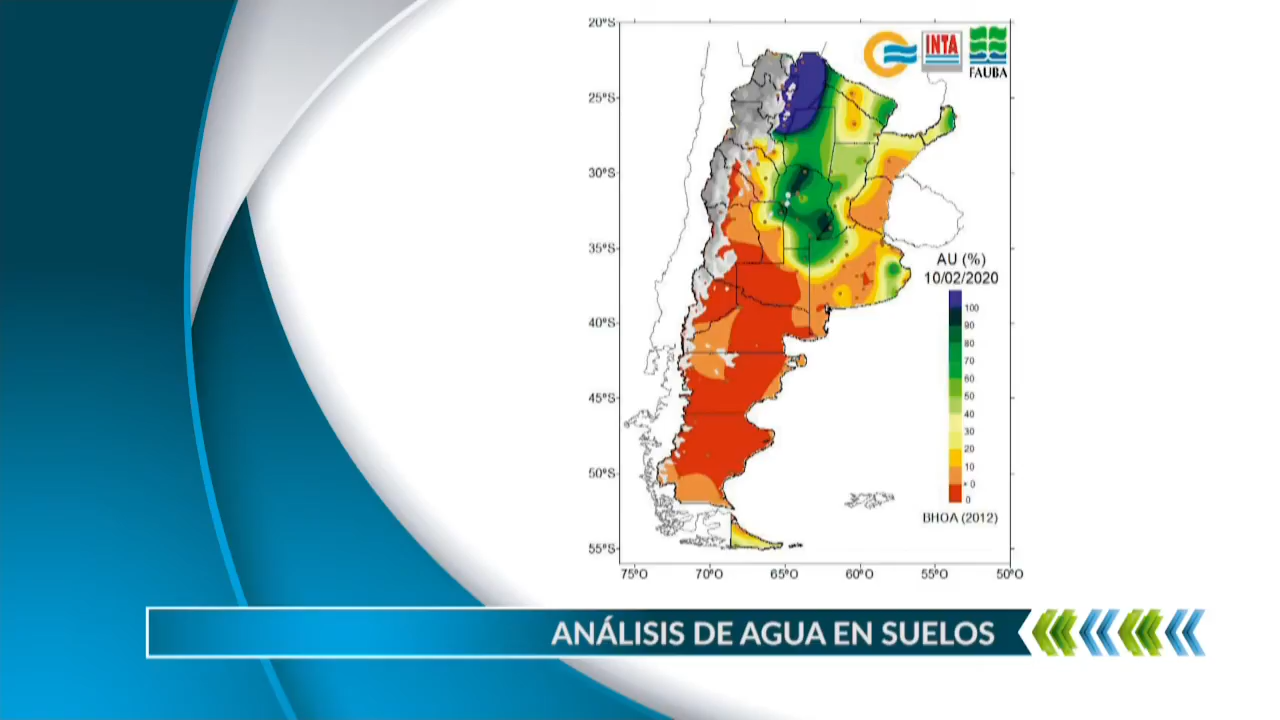 20°S
INTA
FAUBA
25°S
30°S
35°S
AU (%)
10/02/2020
100
90
80
70
60
50
40
30
20
10
0
0
40°S
45°S
50°S
BHOA (2012)
55°S
75°O 70°O 65°O 60°O 55°O 50°O
ANÁLISIS DE AGUA EN SUELOS